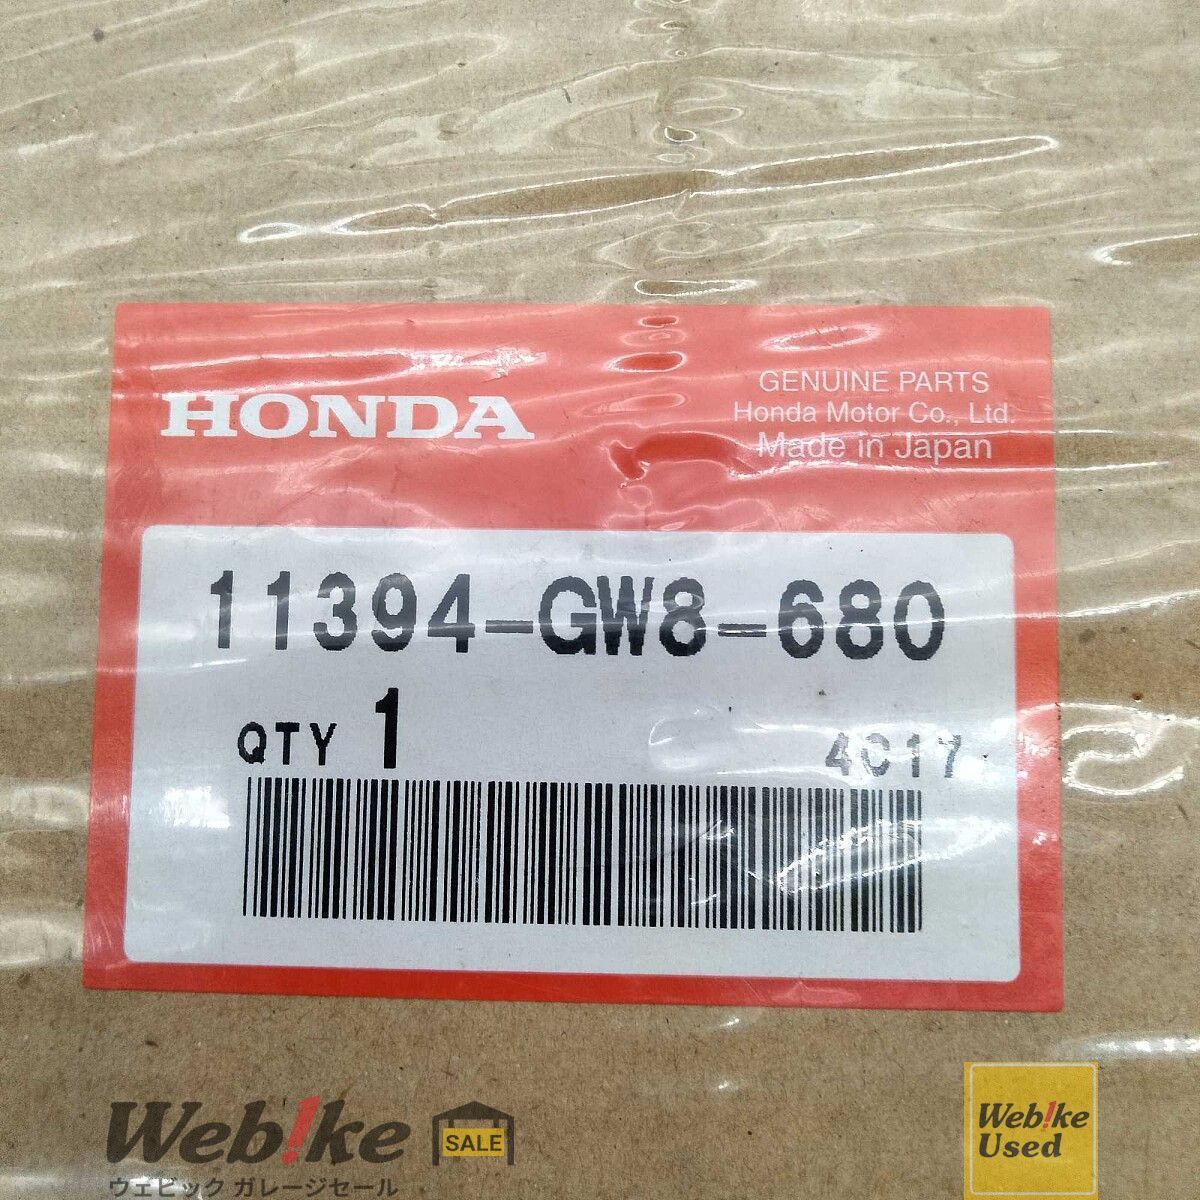 HONDA
GENUINE PARTS
Honda Motor Co., Ltd.
Made in Japan
11394-GW8-680
QTY 1
4C17
Web!ke
SALE
ウェビック ガレージセール
Web!ke
Used